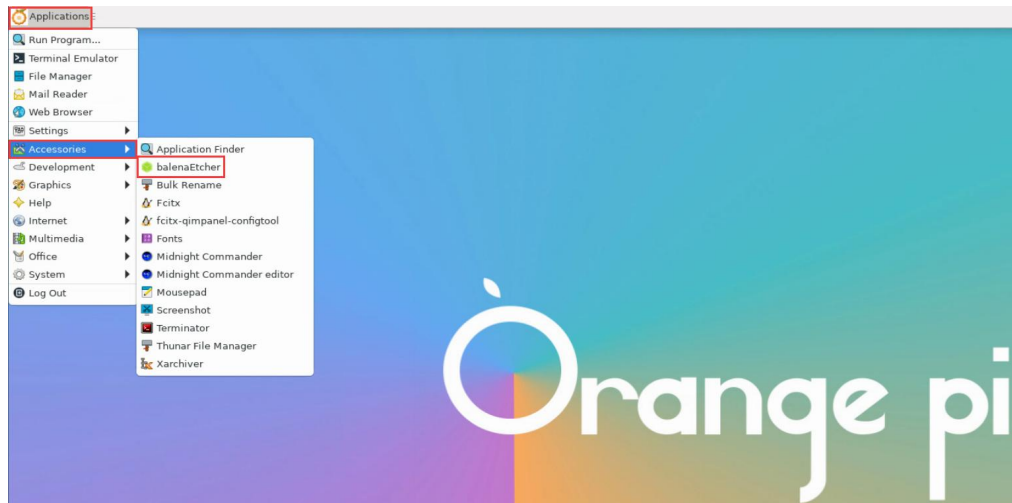 Applications
Run Program...
Terminal Emulator
File Manager
Mail Reader
Web Browser
Settings
Accessories
Development
Graphics
Help
Internet
Multimedia
Office
System
Log Out
Application Finder
balenaEtcher
Bulk Rename
Fcitx
fcitx-qimpanel-configtool
Fonts
Midnight Commander
Midnight Commander editor
Mousepad
Screenshot
Terminator
Thunar File Manager
Xarchiver
Orange pi